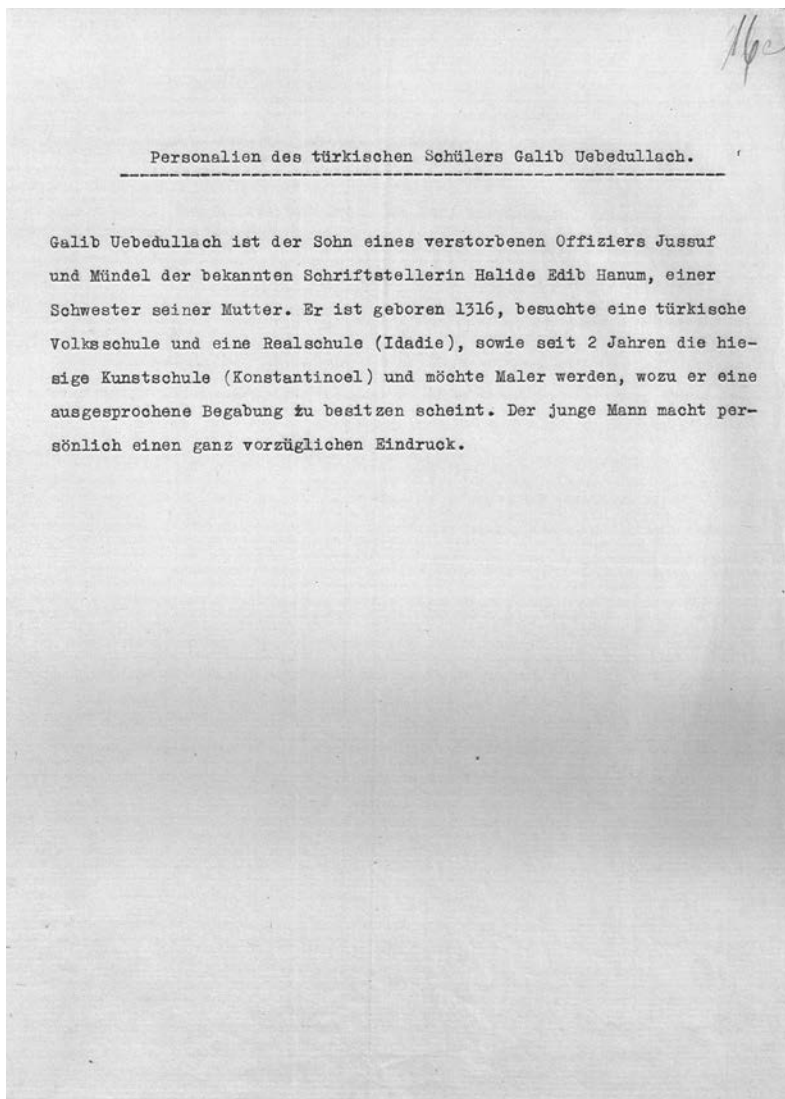 16c
Personalien des türkischen Schülers Galib Uebedullach.
Galib Uebedullach ist der Sohn eines verstorbenen Offiziers Jussuf
und Mündel der bekannten Schriftstellerin Halide Edib Hanum, einer
Schwester seiner Mutter. Er ist geboren 1316, besuchte eine türkische
Volksschule und eine Realschule (Idadie), sowie seit 2 Jahren die hie-
sige Kunstschule (Konstantinoel) und möchte Maler werden, wozu er eine
ausgesprochene Begabung zu besitzen scheint. Der junge Mann macht per-
sönlich einen ganz vorzüglichen Eindruck.